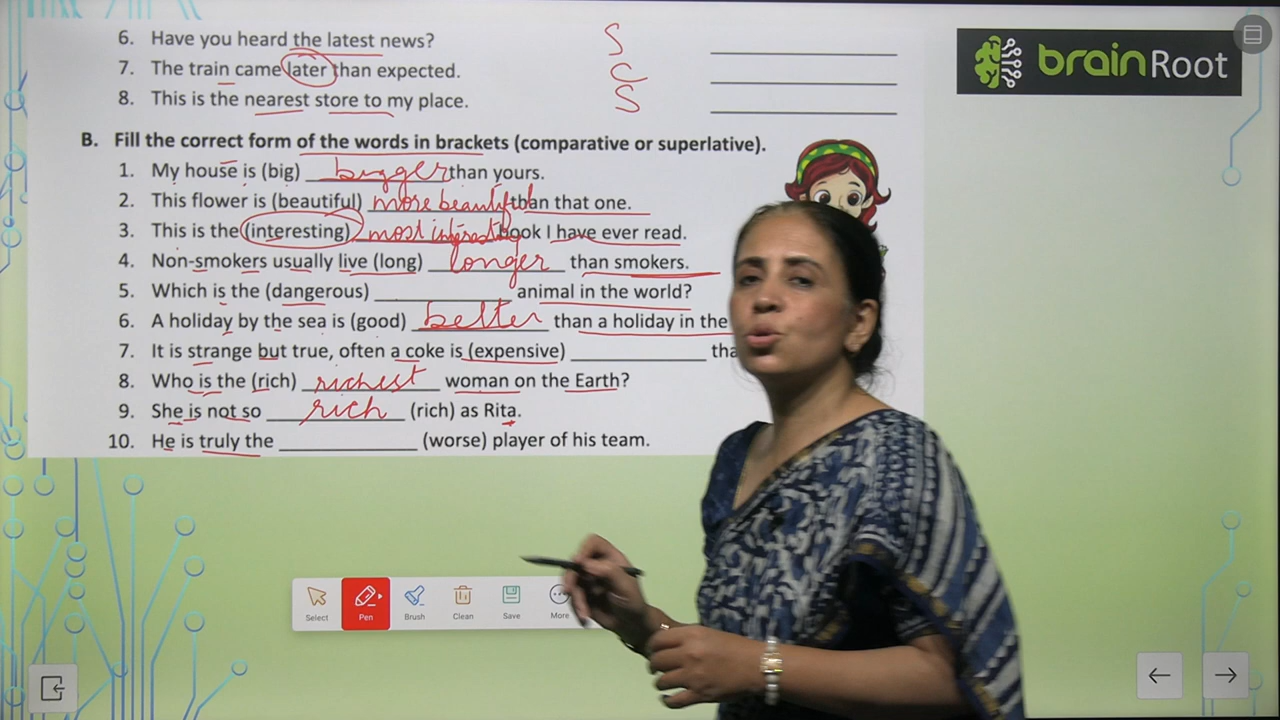 6. Have you heard the latest news? S
7. The train came later than expected. C
8. This is the nearest store to my place. S
brainRoot
B. Fill the correct form of the words in brackets (comparative or superlative).
1. My house is (big) bigger than yours.
2. This flower is (beautiful) more beautiful than that one.
3. This is the (interesting) most interesting book I have ever read.
4. Non-smokers usually live (long) longer than smokers.
5. Which is the (dangerous) ____________ animal in the world?
6. A holiday by the sea is (good) better than a holiday in the
7. It is strange but true, often a coke is (expensive) ____________
8. Who is the (rich) richest woman on the Earth?
9. She is not so rich (rich) as Rita.
10. He is truly the ____________ (worse) player of his team.
Select Pen Brush Clean Save More